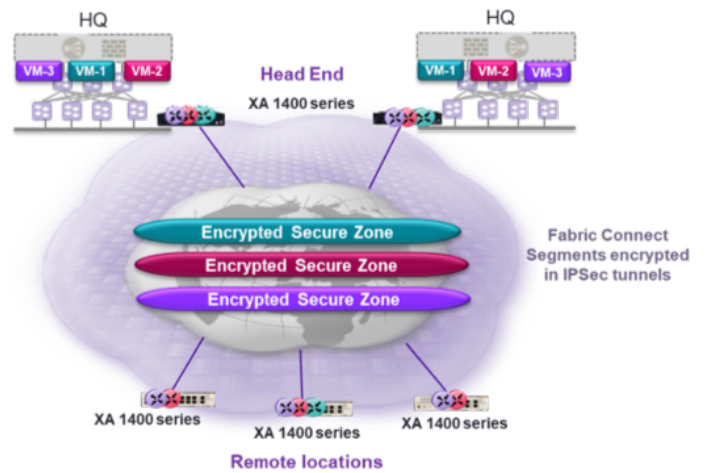 HQ
HQ
VM-3 VM-1 VM-2
VM-1 VM-2 VM-3
Head End
XA 1400 series
Encrypted Secure Zone
Encrypted Secure Zone
Encrypted Secure Zone
Fabric Connect
Segments encrypted
in IPSec tunnels
XA 1400 series
XA 1400 series
XA 1400 series
Remote locations